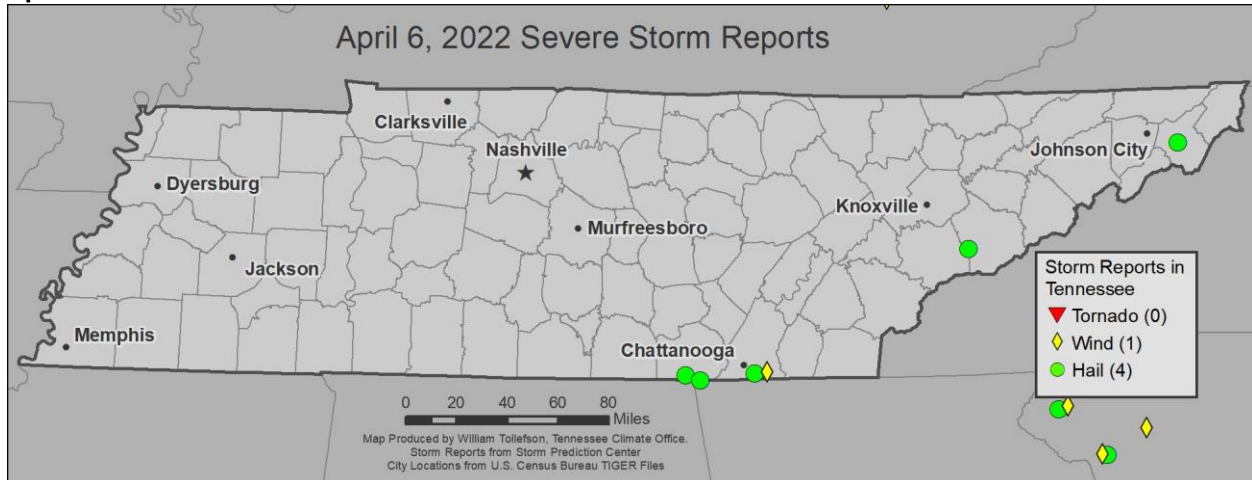 April 6, 2022 Severe Storm Reports
Clarksville
Nashville
Johnson City
Dyersburg
Knoxville
Murfreesboro
Jackson
Storm Reports in
Tennessee
Tornado (0)
Wind (1)
Hail (4)
Memphis
Chattanooga
0 20 40 60 80
Miles
Map Produced by William Tollefson, Tennessee Climate Office.
Storm Reports from Storm Prediction Center
City Locations from U.S. Census Bureau TIGER Files